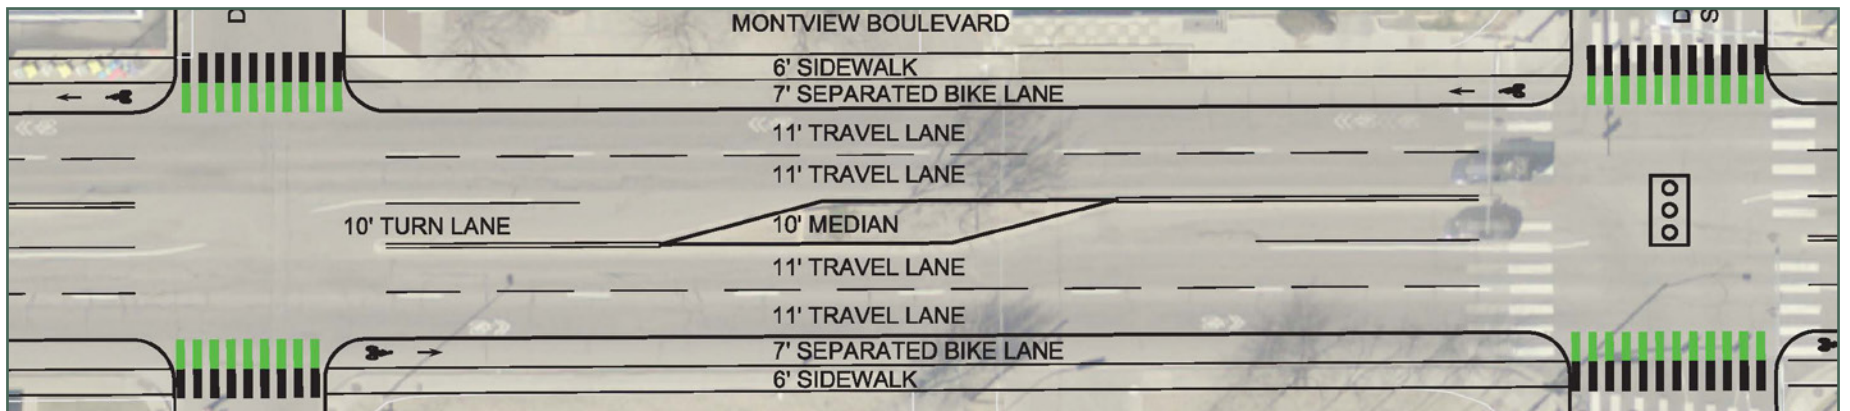 D
D
S
MONTVIEW BOULEVARD
6' SIDEWALK
7' SEPARATED BIKE LANE
11' TRAVEL LANE
11' TRAVEL LANE
10' TURN LANE
10' MEDIAN
11' TRAVEL LANE
11' TRAVEL LANE
7' SEPARATED BIKE LANE
6' SIDEWALK